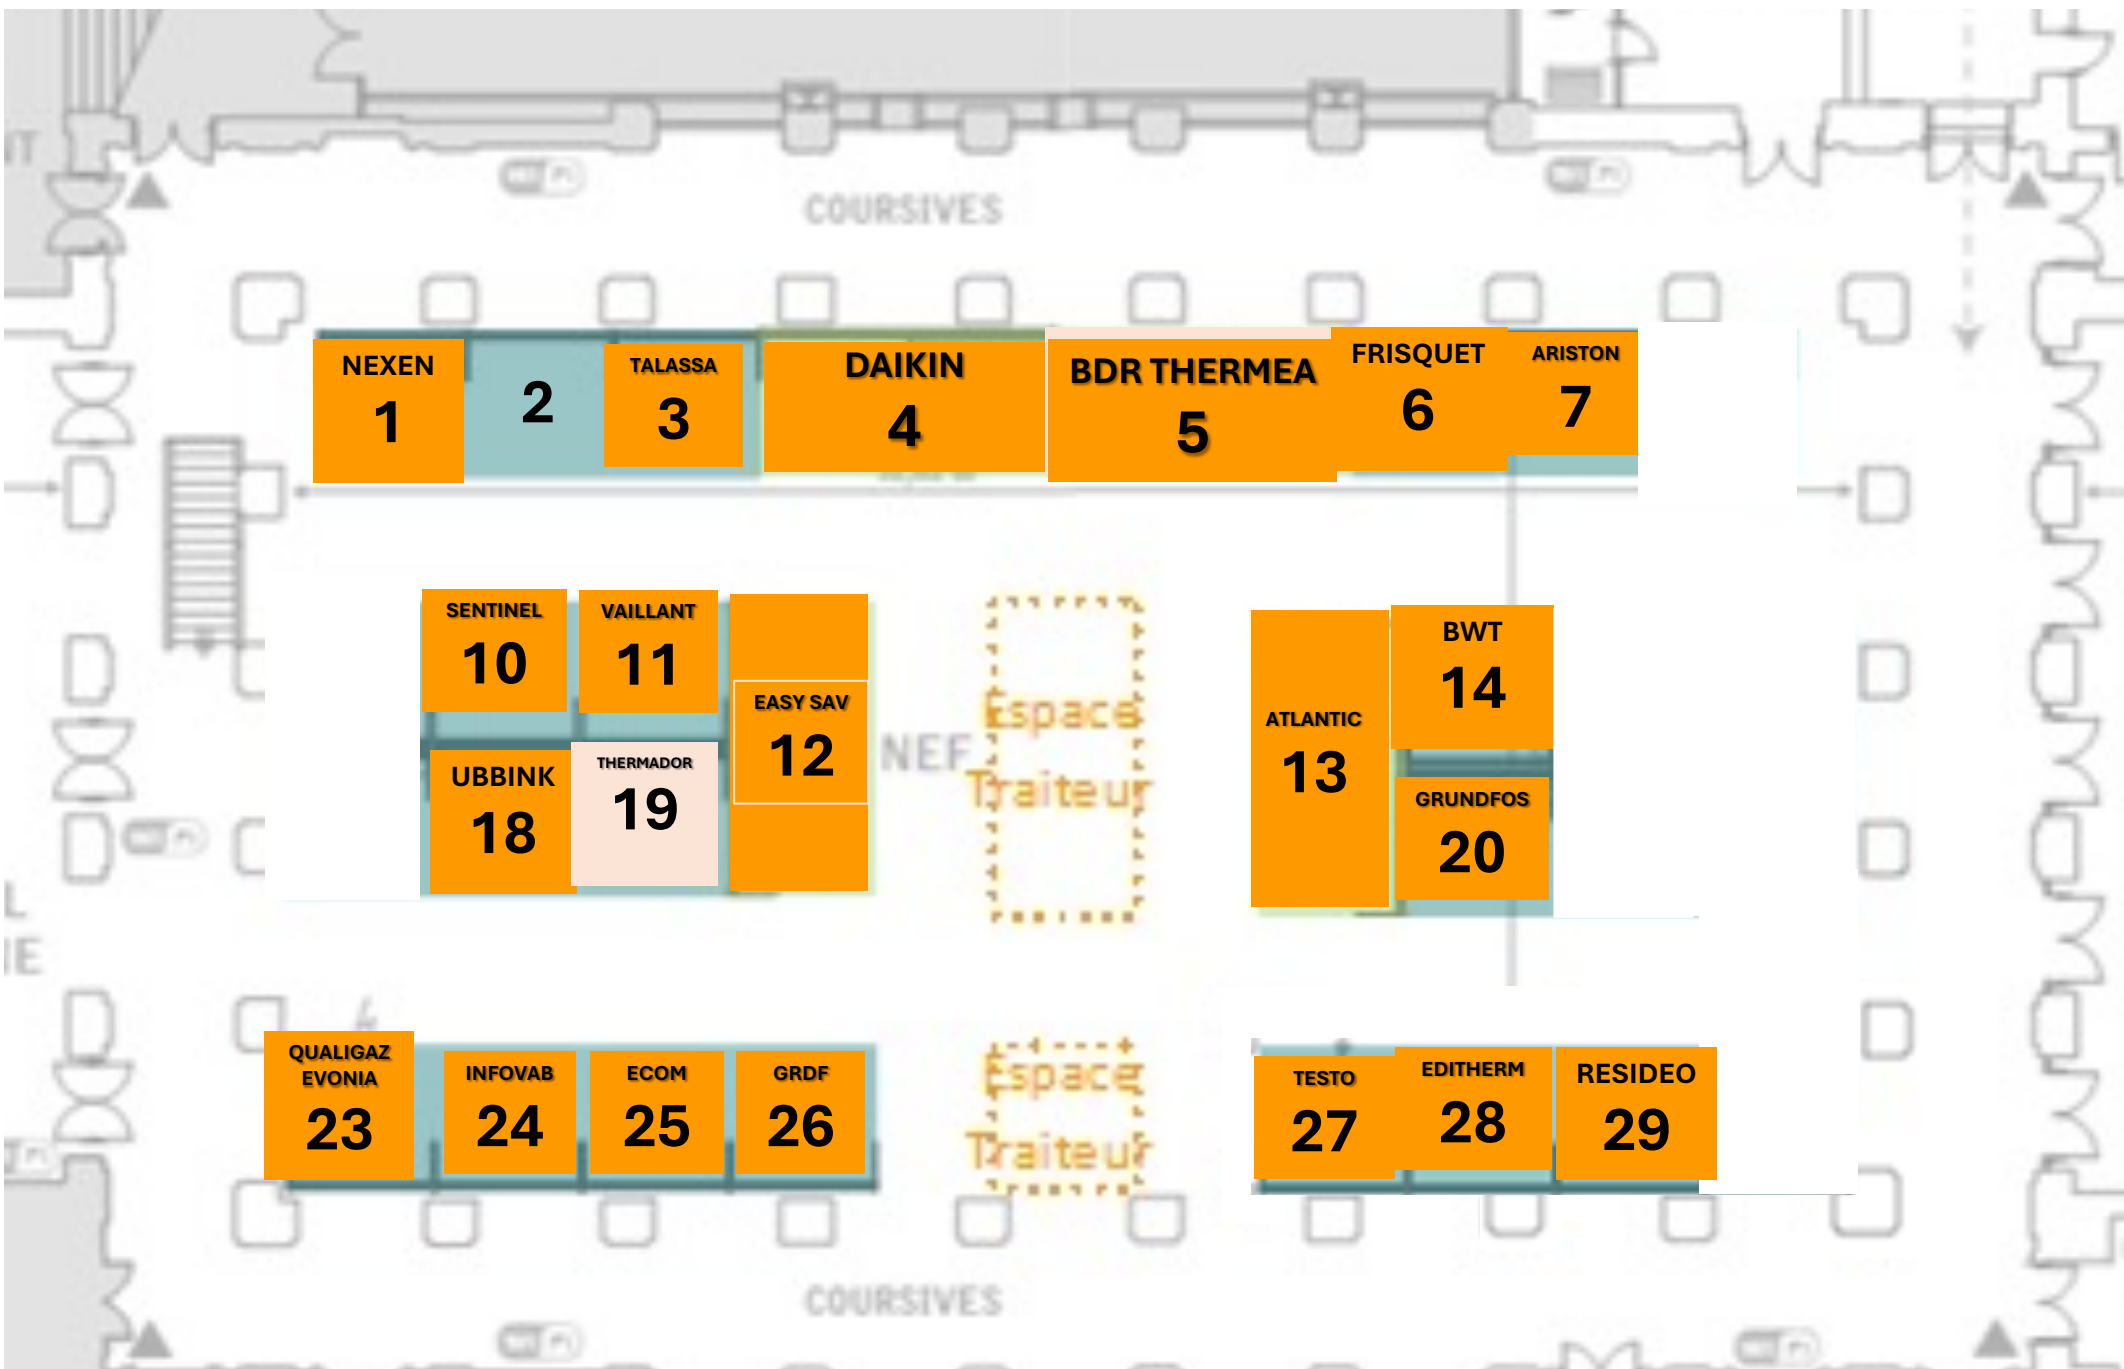 COURSIVES
NEXEN
1
2
TALASSA
3
DAIKIN
4
BDR THERMEA
5
FRISQUET
6
ARISTON
7
SENTINEL
10
VAILLANT
11
EASY SAV
12
UBBINK
18
THERMADOR
19
NEF
Espace
Traiteur
ATLANTIC
13
BWT
14
GRUNDFOS
20
QUALIGAZ
EVONIA
23
INFOVAB
24
ECOM
25
GRDF
26
Espace
Traiteur
TESTO
27
EDITHERM
28
RESIDEO
29
COURSIVES